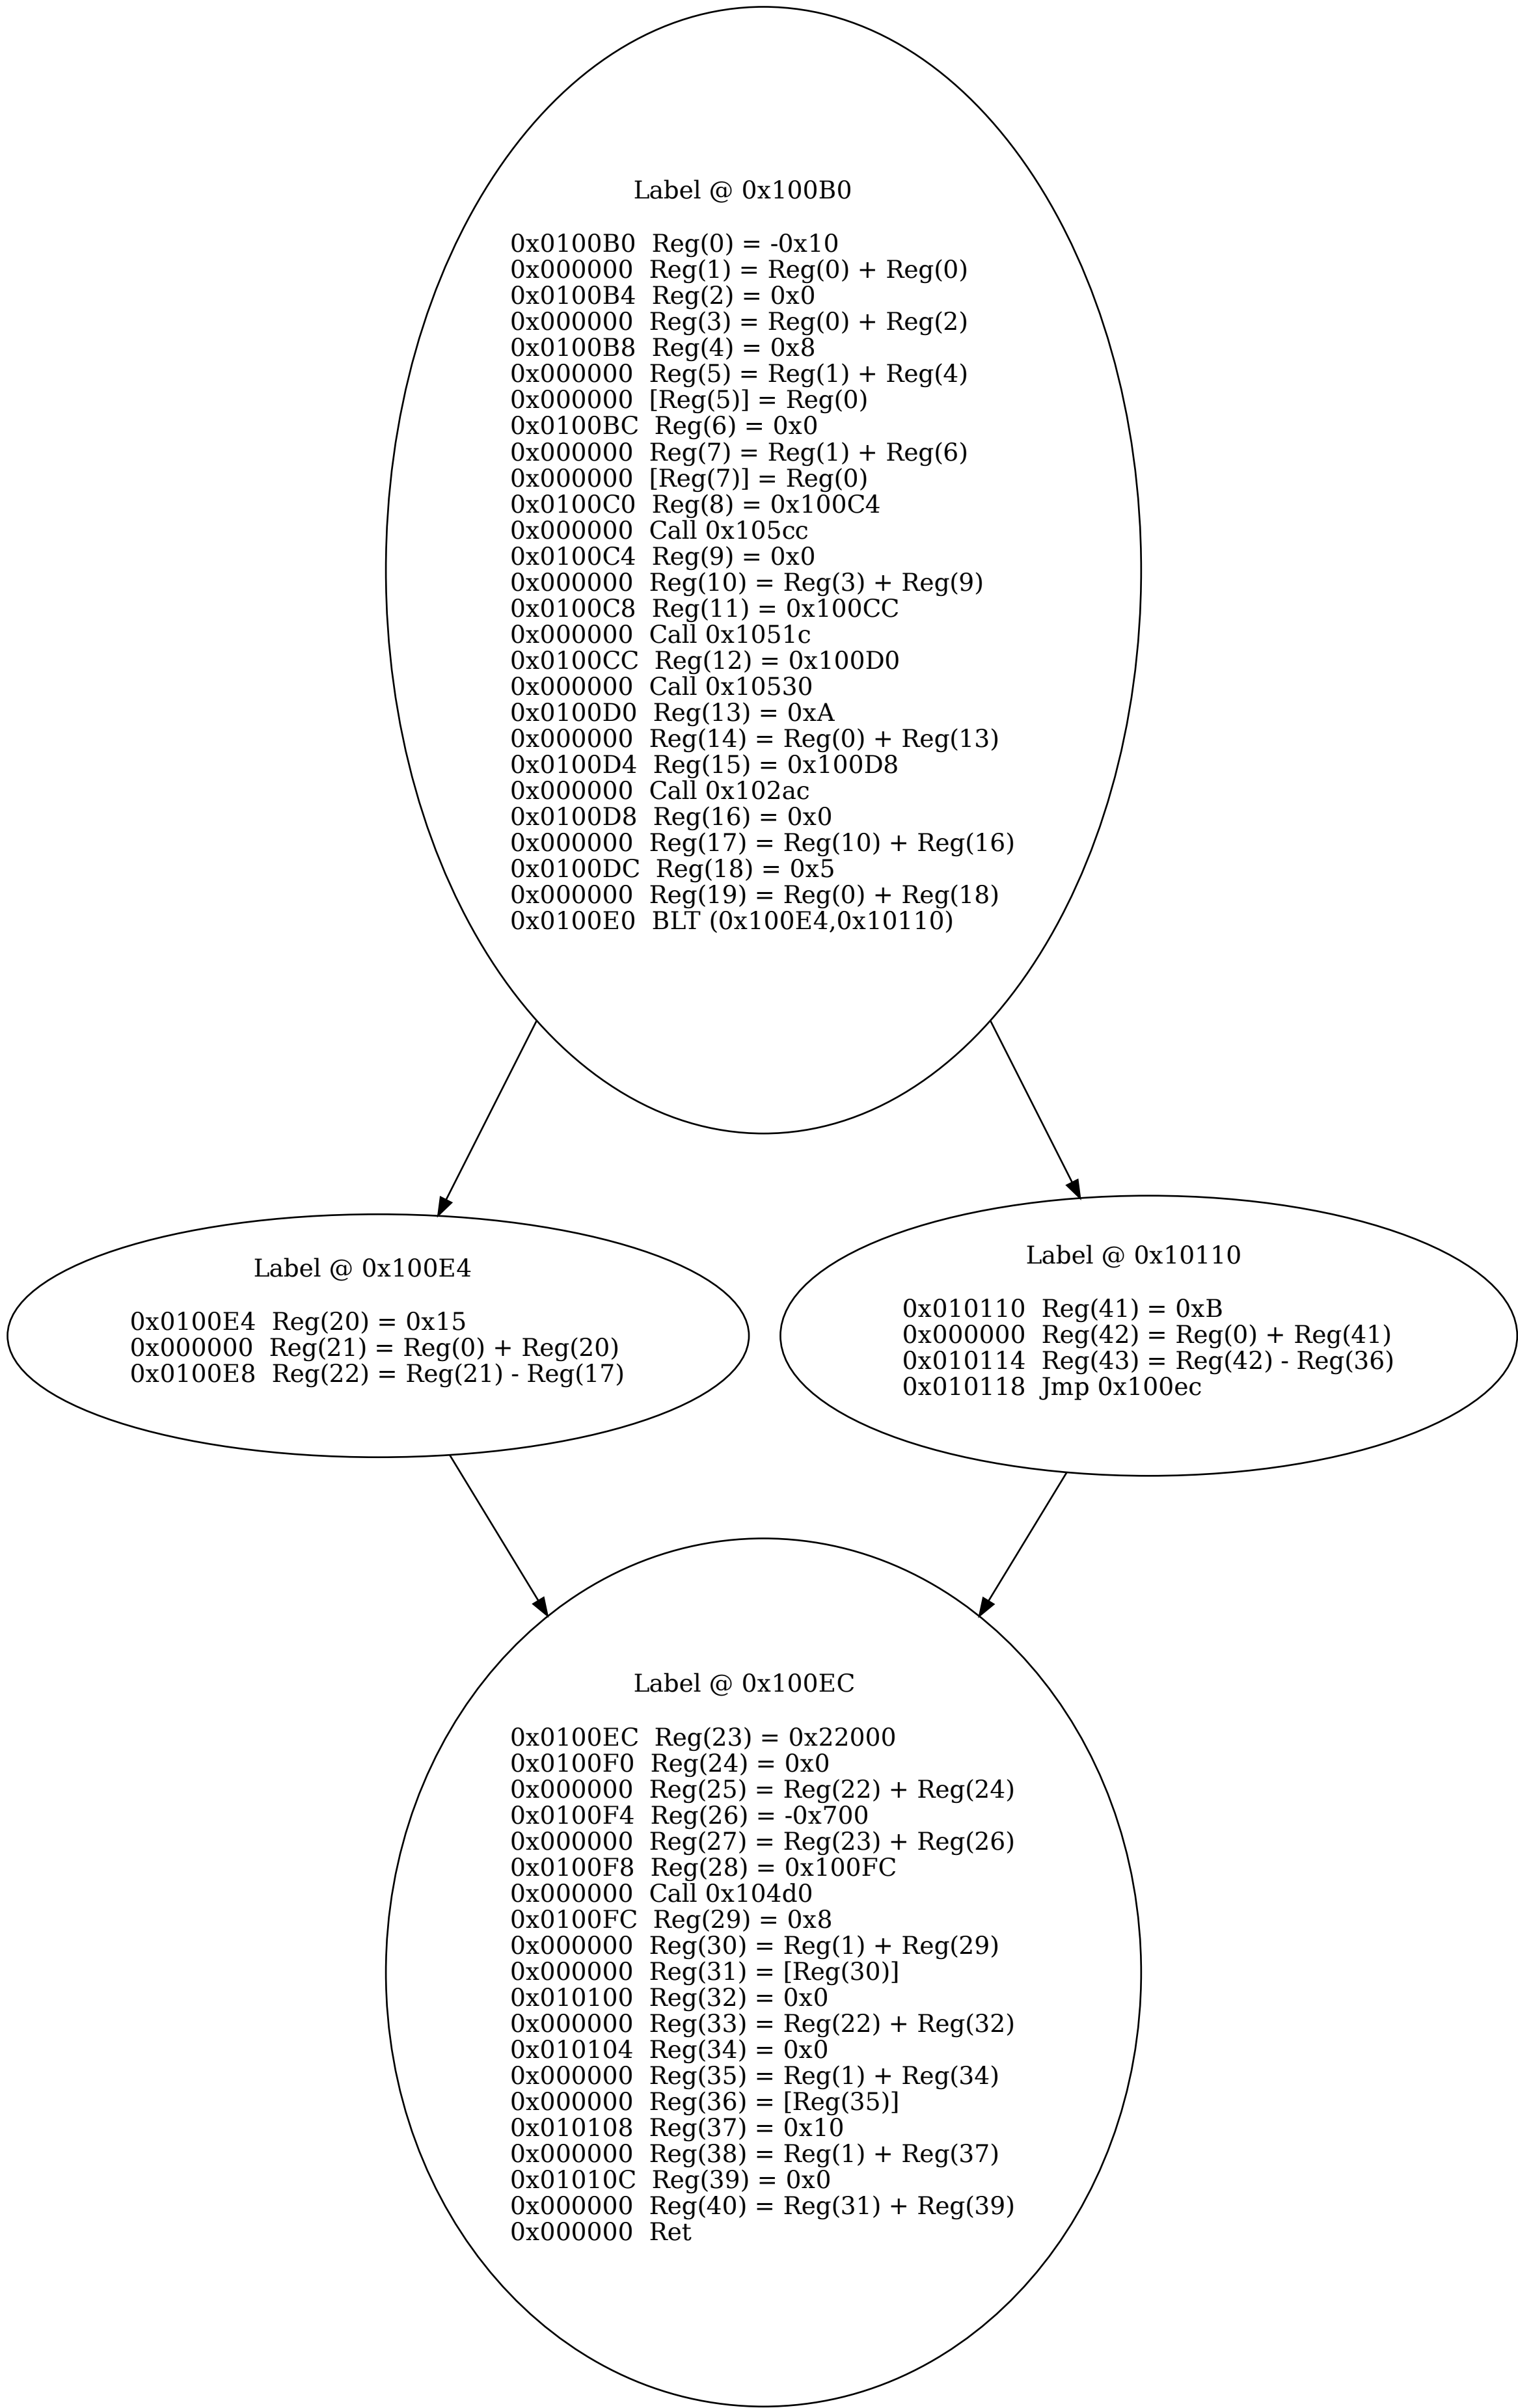 Label @ 0x100B0
0x0100B0 Reg(0) = -0x10
0x000000 Reg(1) = Reg(0) + Reg(0)
0x0100B4 Reg(2) = 0x0
0x000000 Reg(3) = Reg(0) + Reg(2)
0x0100B8 Reg(4) = 0x8
0x000000 Reg(5) = Reg(1) + Reg(4)
0x000000 [Reg(5)] = Reg(0)
0x0100BC Reg(6) = 0x0
0x000000 Reg(7) = Reg(1) + Reg(6)
0x000000 [Reg(7)] = Reg(0)
0x0100C0 Reg(8) = 0x100C4
0x000000 Call 0x105cc
0x0100C4 Reg(9) = 0x0
0x000000 Reg(10) = Reg(3) + Reg(9)
0x0100C8 Reg(11) = 0x100CC
0x000000 Call 0x1051c
0x0100CC Reg(12) = 0x100D0
0x000000 Call 0x10530
0x0100D0 Reg(13) = 0xA
0x000000 Reg(14) = Reg(0) + Reg(13)
0x0100D4 Reg(15) = 0x100D8
0x000000 Call 0x102ac
0x0100D8 Reg(16) = 0x0
0x000000 Reg(17) = Reg(10) + Reg(16)
0x0100DC Reg(18) = 0x5
0x000000 Reg(19) = Reg(0) + Reg(18)
0x0100E0 BLT (0x100E4,0x10110)
Label @ 0x100E4
0x0100E4 Reg(20) = 0x15
0x000000 Reg(21) = Reg(0) + Reg(20)
0x0100E8 Reg(22) = Reg(21) - Reg(17)
Label @ 0x10110
0x010110 Reg(41) = 0xB
0x000000 Reg(42) = Reg(0) + Reg(41)
0x010114 Reg(43) = Reg(42) - Reg(36)
0x010118 Jmp 0x100ec
Label @ 0x100EC
0x0100EC Reg(23) = 0x22000
0x0100F0 Reg(24) = 0x0
0x000000 Reg(25) = Reg(22) + Reg(24)
0x0100F4 Reg(26) = -0x700
0x000000 Reg(27) = Reg(23) + Reg(26)
0x0100F8 Reg(28) = 0x100FC
0x000000 Call 0x104d0
0x0100FC Reg(29) = 0x8
0x000000 Reg(30) = Reg(1) + Reg(29)
0x000000 Reg(31) = [Reg(30)]
0x010100 Reg(32) = 0x0
0x000000 Reg(33) = Reg(22) + Reg(32)
0x010104 Reg(34) = 0x0
0x000000 Reg(35) = Reg(1) + Reg(34)
0x000000 Reg(36) = [Reg(35)]
0x010108 Reg(37) = 0x10
0x000000 Reg(38) = Reg(1) + Reg(37)
0x01010C Reg(39) = 0x0
0x000000 Reg(40) = Reg(31) + Reg(39)
0x000000 Ret